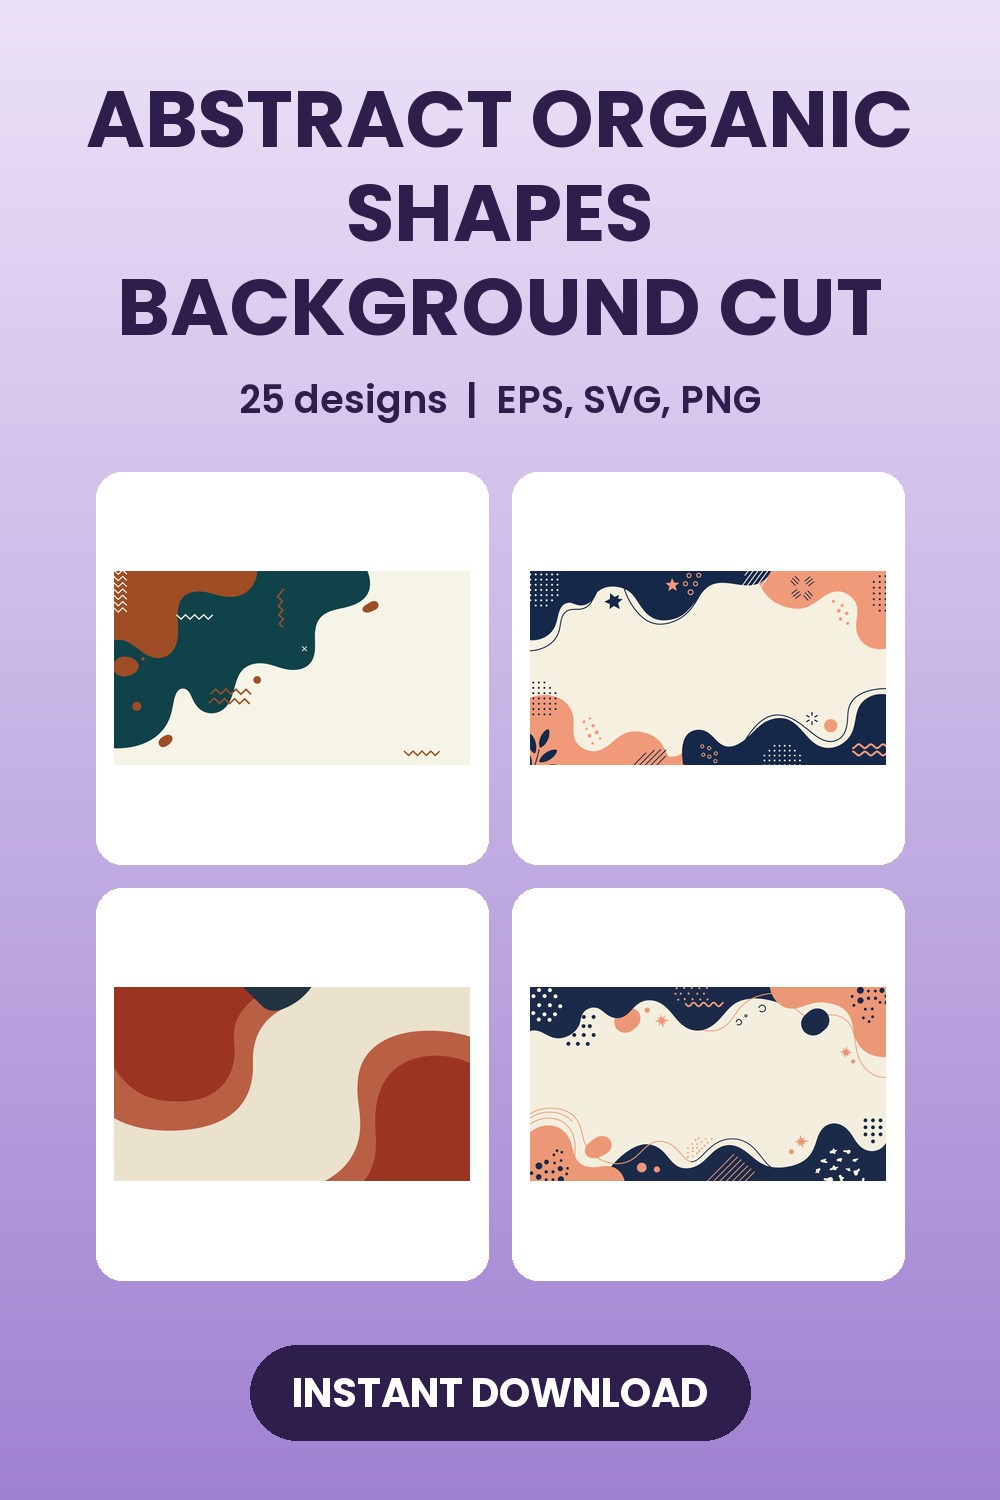 ABSTRACT ORGANIC
SHAPES
BACKGROUND CUT
25 designs | EPS, SVG, PNG
INSTANT DOWNLOAD